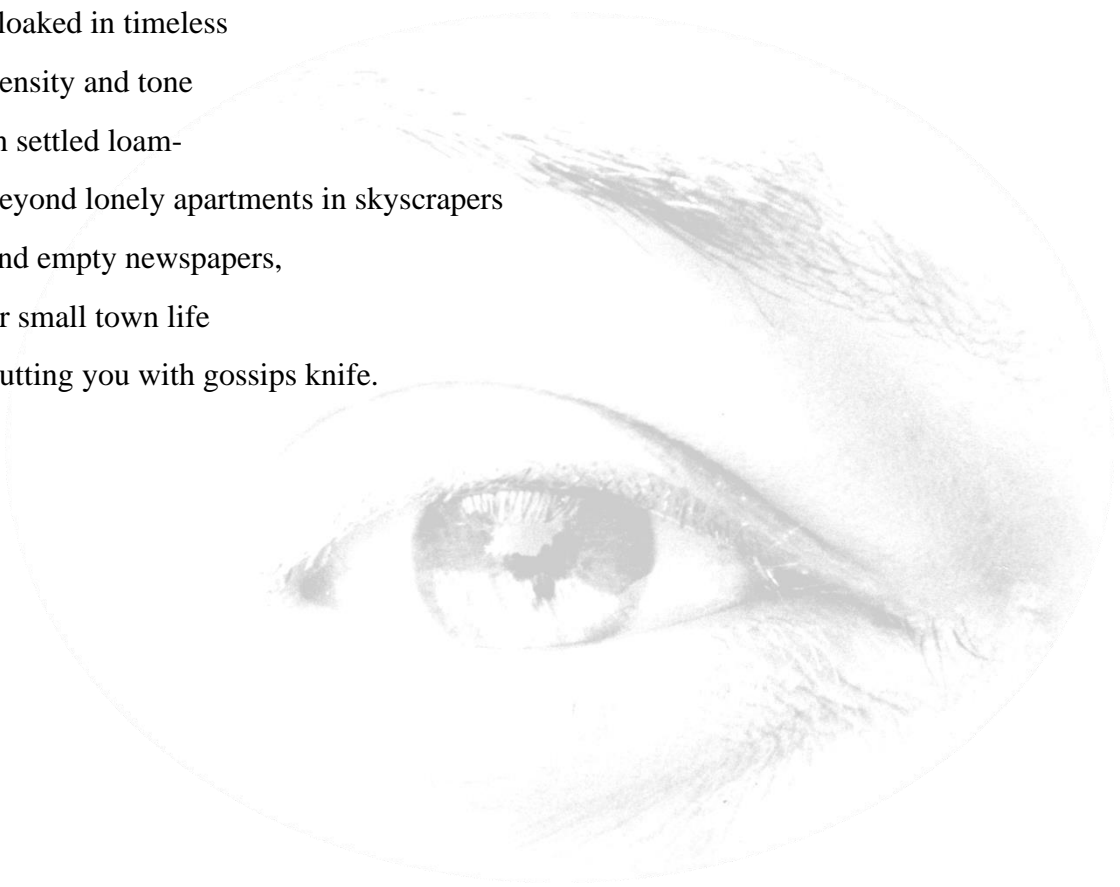 loaked in timeless
ensity and tone
n settled loam-
eyond lonely apartments in skyscrapers
nd empty newspapers,
r small town life
utting you with gossips knife.